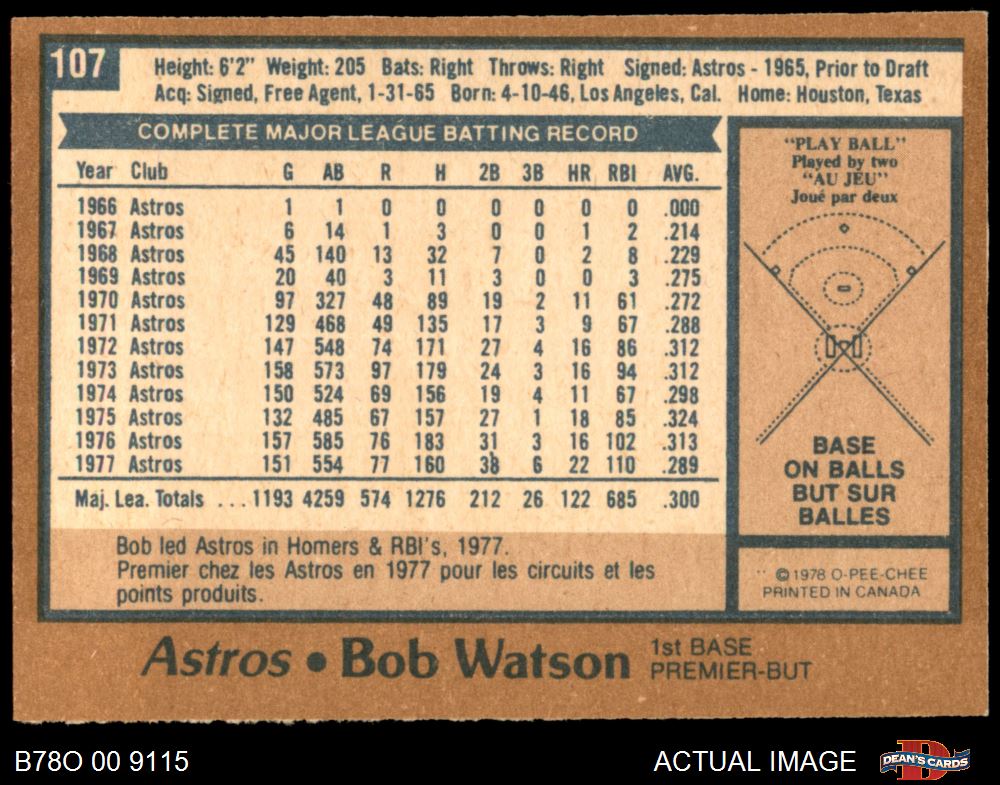 107
Height: 6'2" Weight: 205 Bats: Right Throws: Right Signed: Astros - 1965, Prior to Draft
Acq: Signed, Free Agent, 1-31-65 Born: 4-10-46, Los Angeles, Cal. Home: Houston, Texas
COMPLETE MAJOR LEAGUE BATTING RECORD
Year Club G AB R H 2B 3B HR RBI AVG.
1966 Astros 1 1 0 0 0 0 0 0 .000
1967 Astros 6 14 1 3 0 0 1 2 .214
1968 Astros 45 140 13 32 7 0 2 8 .229
1969 Astros 20 40 3 11 3 0 0 3 .275
1970 Astros 97 327 48 89 19 2 11 61 .272
1971 Astros 129 468 49 135 17 3 9 67 .288
1972 Astros 147 548 74 171 27 4 16 86 .312
1973 Astros 158 573 97 179 24 3 16 94 .312
1974 Astros 150 524 69 156 19 4 11 67 .298
1975 Astros 132 485 67 157 27 1 18 85 .324
1976 Astros 157 585 76 183 31 3 16 102 .313
1977 Astros 151 554 77 160 38 6 22 110 .289
Maj. Lea. Totals ... 1193 4259 574 1276 212 26 122 685 .300
Bob led Astros in Homers & RBI's, 1977.
Premier chez les Astros en 1977 pour les circuits et les
points produits.
"PLAY BALL"
Played by two
"AU JEU"
Joué par deux
BASE
ON BALLS
BUT SUR
BALLES
© 1978 O-PEE-CHEE
PRINTED IN CANADA
Astros • Bob Watson
1st BASE
PREMIER-BUT
B78O 00 9115
ACTUAL IMAGE
DEAN'S CARDS